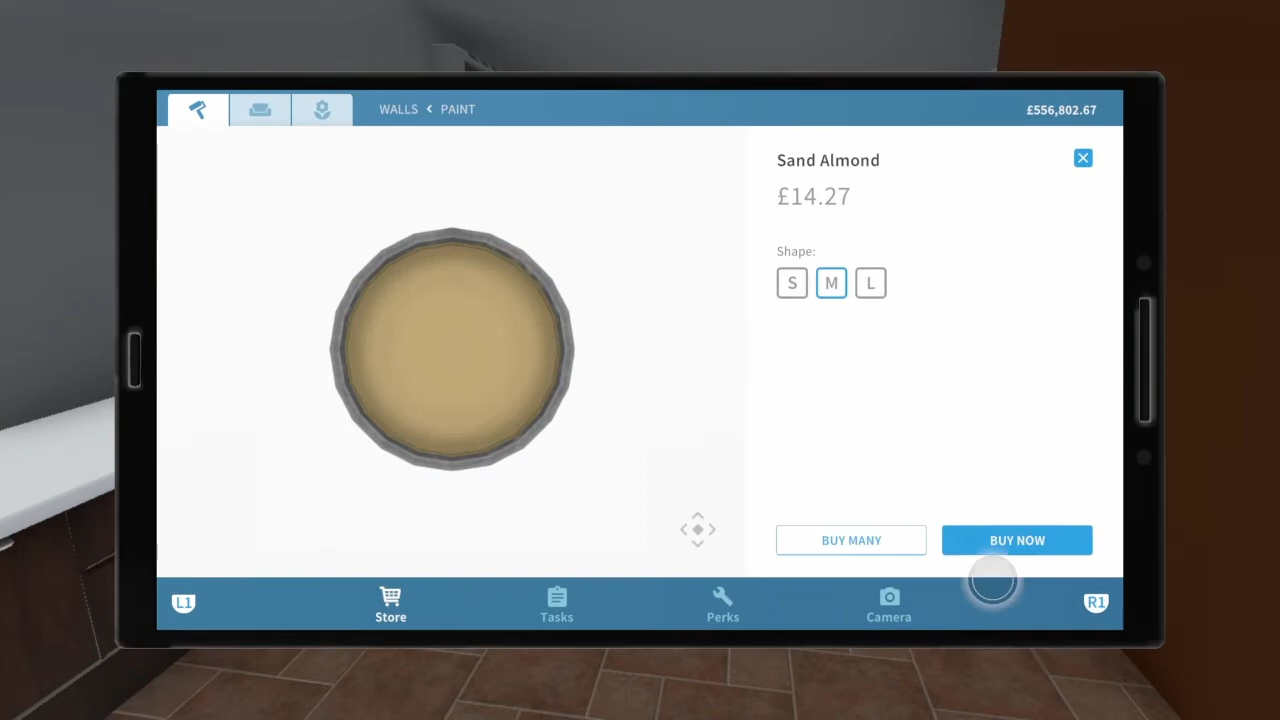 WALLS < PAINT
£556,802.67
Sand Almond
£14.27
Shape:
S M L
BUY MANY
BUY NOW
L1
Store
Tasks
Perks
Camera
R1